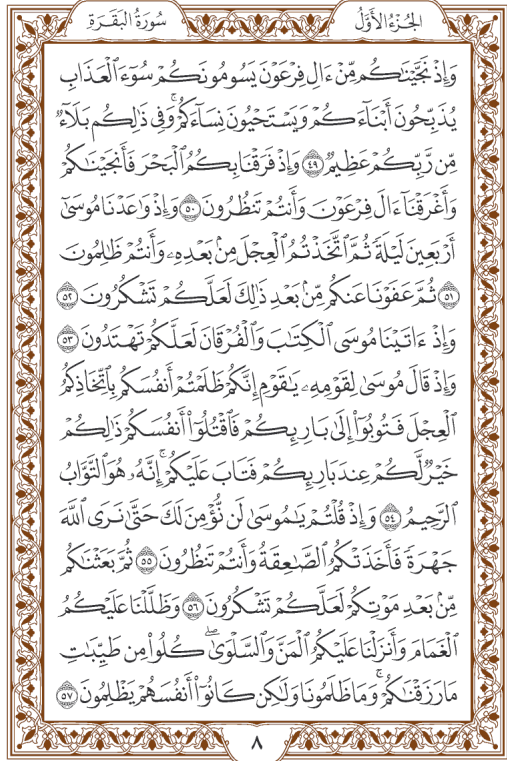 الجُزْءُ الأَوَّلُ
سُورَةُ البَقَرَةِ
وَإِذۡ نَجَّيۡنَٰكُم مِّنۡ ءَالِ فِرۡعَوۡنَ يَسُومُونَكُمۡ سُوٓءَ ٱلۡعَذَابِ
يُذَبِّحُونَ أَبۡنَآءَكُمۡ وَيَسۡتَحۡيُونَ نِسَآءَكُمۡۚ وَفِي ذَٰلِكُم بَلَآءٞ
مِّن رَّبِّكُمۡ عَظِيمٞ ٤٩ وَإِذۡ فَرَقۡنَا بِكُمُ ٱلۡبَحۡرَ فَأَنجَيۡنَٰكُمۡ
وَأَغۡرَقۡنَآ ءَالَ فِرۡعَوۡنَ وَأَنتُمۡ تَنظُرُونَ ٥٠ وَإِذۡ وَٰعَدۡنَا مُوسَىٰٓ
أَرۡبَعِينَ لَيۡلَةٗ ثُمَّ ٱتَّخَذۡتُمُ ٱلۡعِجۡلَ مِنۢ بَعۡدِهِۦ وَأَنتُمۡ ظَٰلِمُونَ
٥١ ثُمَّ عَفَوۡنَا عَنكُم مِّنۢ بَعۡدِ ذَٰلِكَ لَعَلَّكُمۡ تَشۡكُرُونَ ٥٢
وَإِذۡ ءَاتَيۡنَا مُوسَى ٱلۡكِتَٰبَ وَٱلۡفُرۡقَانَ لَعَلَّكُمۡ تَهۡتَدُونَ ٥٣
وَإِذۡ قَالَ مُوسَىٰ لِقَوۡمِهِۦ يَٰقَوۡمِ إِنَّكُمۡ ظَلَمۡتُمۡ أَنفُسَكُم بِٱتِّخَاذِكُمُ
ٱلۡعِجۡلَ فَتُوبُوٓاْ إِلَىٰ بَارِئِكُمۡ فَٱقۡتُلُوٓاْ أَنفُسَكُمۡ ذَٰلِكُمۡ
خَيۡرٞ لَّكُمۡ عِندَ بَارِئِكُمۡ فَتَابَ عَلَيۡكُمۡۚ إِنَّهُۥ هُوَ ٱلتَّوَّابُ
ٱلرَّحِيمُ ٥٤ وَإِذۡ قُلۡتُمۡ يَٰمُوسَىٰ لَن نُّؤۡمِنَ لَكَ حَتَّىٰ نَرَى ٱللَّهَ
جَهۡرَةٗ فَأَخَذَتۡكُمُ ٱلصَّٰعِقَةُ وَأَنتُمۡ تَنظُرُونَ ٥٥ ثُمَّ بَعَثۡنَٰكُم
مِّنۢ بَعۡدِ مَوۡتِكُمۡ لَعَلَّكُمۡ تَشۡكُرُونَ ٥٦ وَظَلَّلۡنَا عَلَيۡكُمُ
ٱلۡغَمَامَ وَأَنزَلۡنَا عَلَيۡكُمُ ٱلۡمَنَّ وَٱلسَّلۡوَىٰۖ كُلُواْ مِن طَيِّبَٰتِ
مَا رَزَقۡنَٰكُمۡۚ وَمَا ظَلَمُونَا وَلَٰكِن كَانُوٓاْ أَنفُسَهُمۡ يَظۡلِمُونَ ٥٧
٨